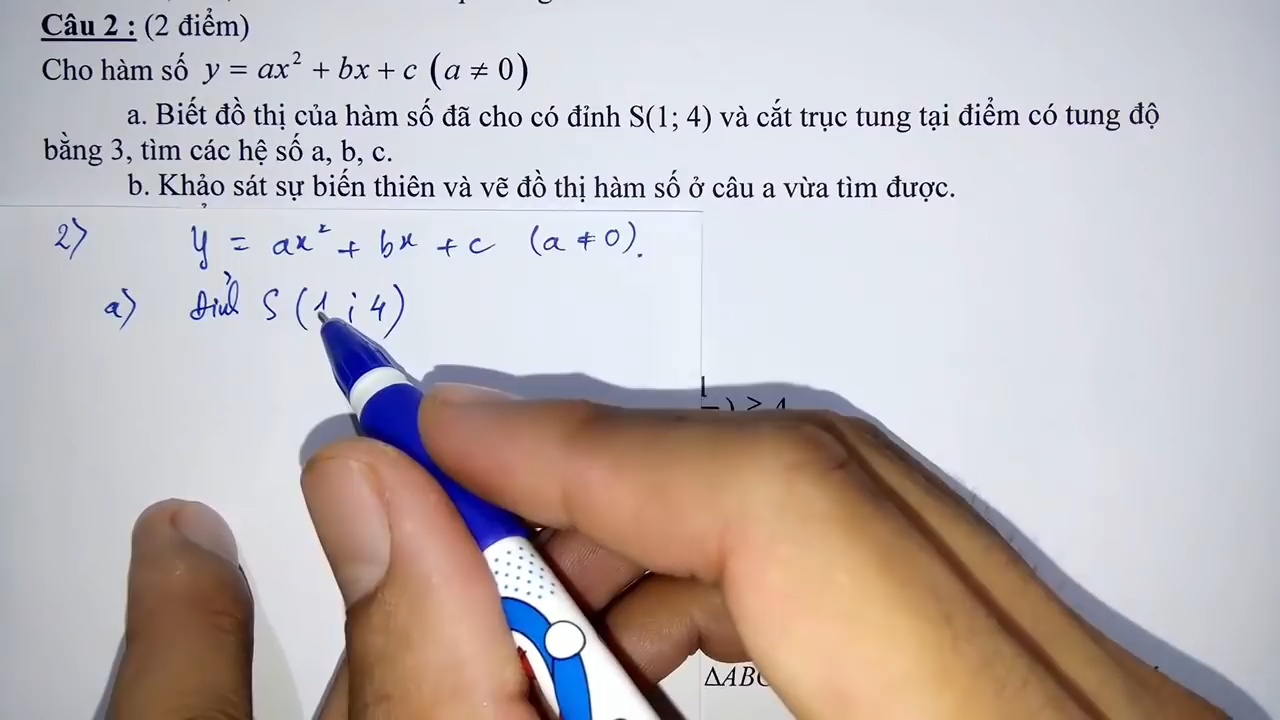 Câu 2 : (2 điểm)
Cho hàm số y = ax² + bx + c (a ≠ 0)
a. Biết đồ thị của hàm số đã cho có đỉnh S(1; 4) và cắt trục tung tại điểm có tung độ
bằng 3, tìm các hệ số a, b, c.
b. Khảo sát sự biến thiên và vẽ đồ thị hàm số ở câu a vừa tìm được.
2) y = ax² + bx + c (a ≠ 0).
a) đỉnh S (1 ; 4)
) ≥ 4
ΔABC